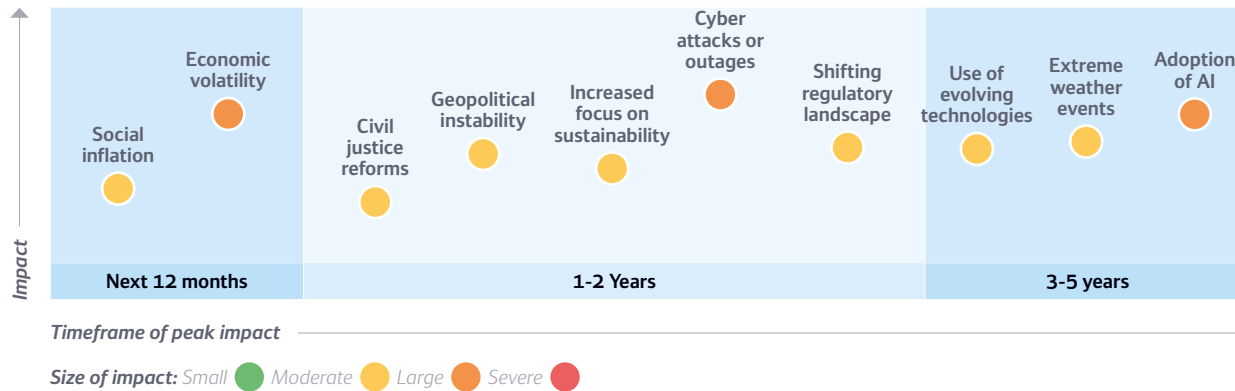 Impact
Social
inflation
Economic
volatility
Civil
justice
reforms
Geopolitical
instability
Increased
focus on
sustainability
Cyber
attacks or
outages
Shifting
regulatory
landscape
Use of
evolving
technologies
Extreme
weather
events
Adoption
of AI
Next 12 months
1-2 Years
3-5 years
Timeframe of peak impact
Size of impact: Small Moderate Large Severe